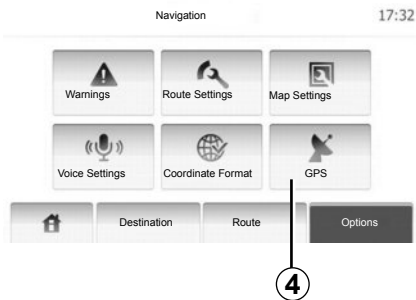 Navigation 17:32
Warnings Route Settings Map Settings
Voice Settings Coordinate Format GPS
Destination Route Options
4